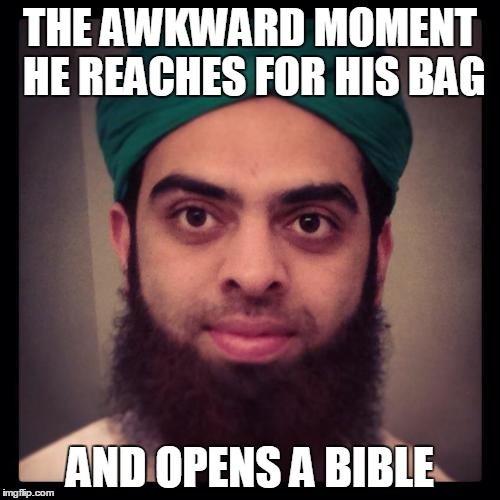 THE AWKWARD MOMENT
HE REACHES FOR HIS BAG
AND OPENS A BIBLE
imgflip.com